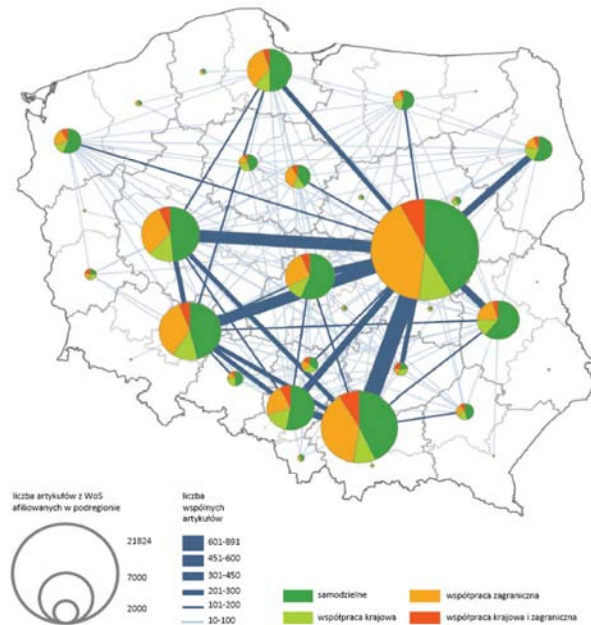 liczba artykułów z WoS
afiliowanych w podregionie
21824
7000
2000
liczba
wspólnych
artykułów
601-891
451-600
301-450
201-300
101-200
10-100
samodzielne
współpraca krajowa
współpraca zagraniczna
współpraca krajowa i zagraniczna